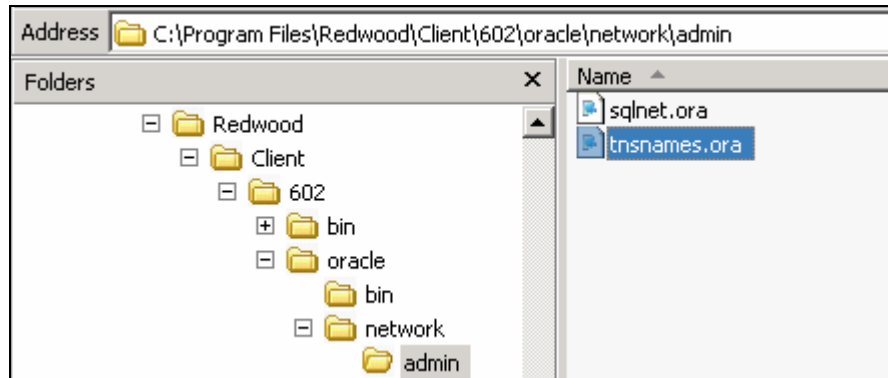 Address C:\Program Files\Redwood\Client\602\oracle\network\admin
Folders
Redwood
Client
602
bin
oracle
bin
network
admin
Name
sqlnet.ora
tnsnames.ora